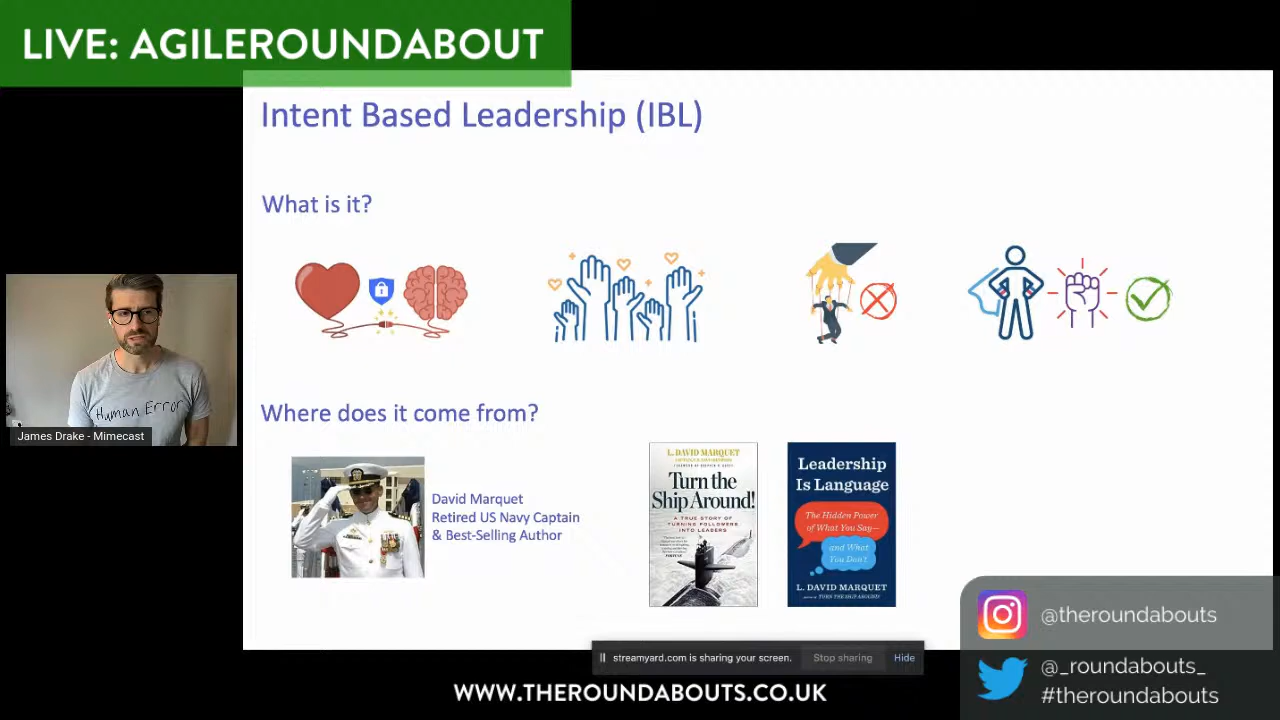 LIVE: AGILEROUNDABOUT
Intent Based Leadership (IBL)
What is it?
Human Error
James Drake - Mimecast
Where does it come from?
David Marquet
Retired US Navy Captain
& Best-Selling Author
L. DAVID MARQUET
Turn the
Ship Around!
A TRUE STORY OF
TURNING FOLLOWERS
INTO LEADERS
Leadership
Is Language
The Hidden Power
of What You Say—
and What
You Don't
L. DAVID MARQUET
streamyard.com is sharing your screen.
Stop sharing
Hide
@theroundabouts
@_roundabouts_
#theroundabouts
WWW.THEROUNDABOUTS.CO.UK